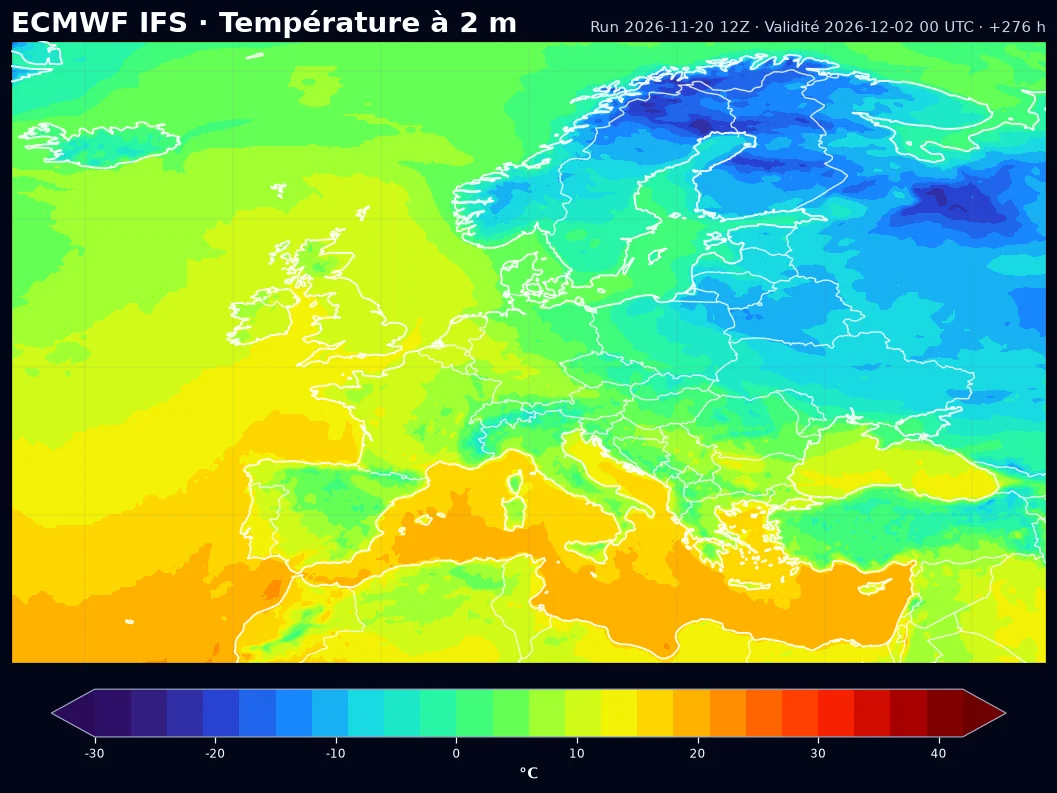 ECMWF IFS · Température à 2 m
Run 2026-11-20 12Z · Validité 2026-12-02 00 UTC · +276 h
-30 -20 -10 0 10 20 30 40
°C